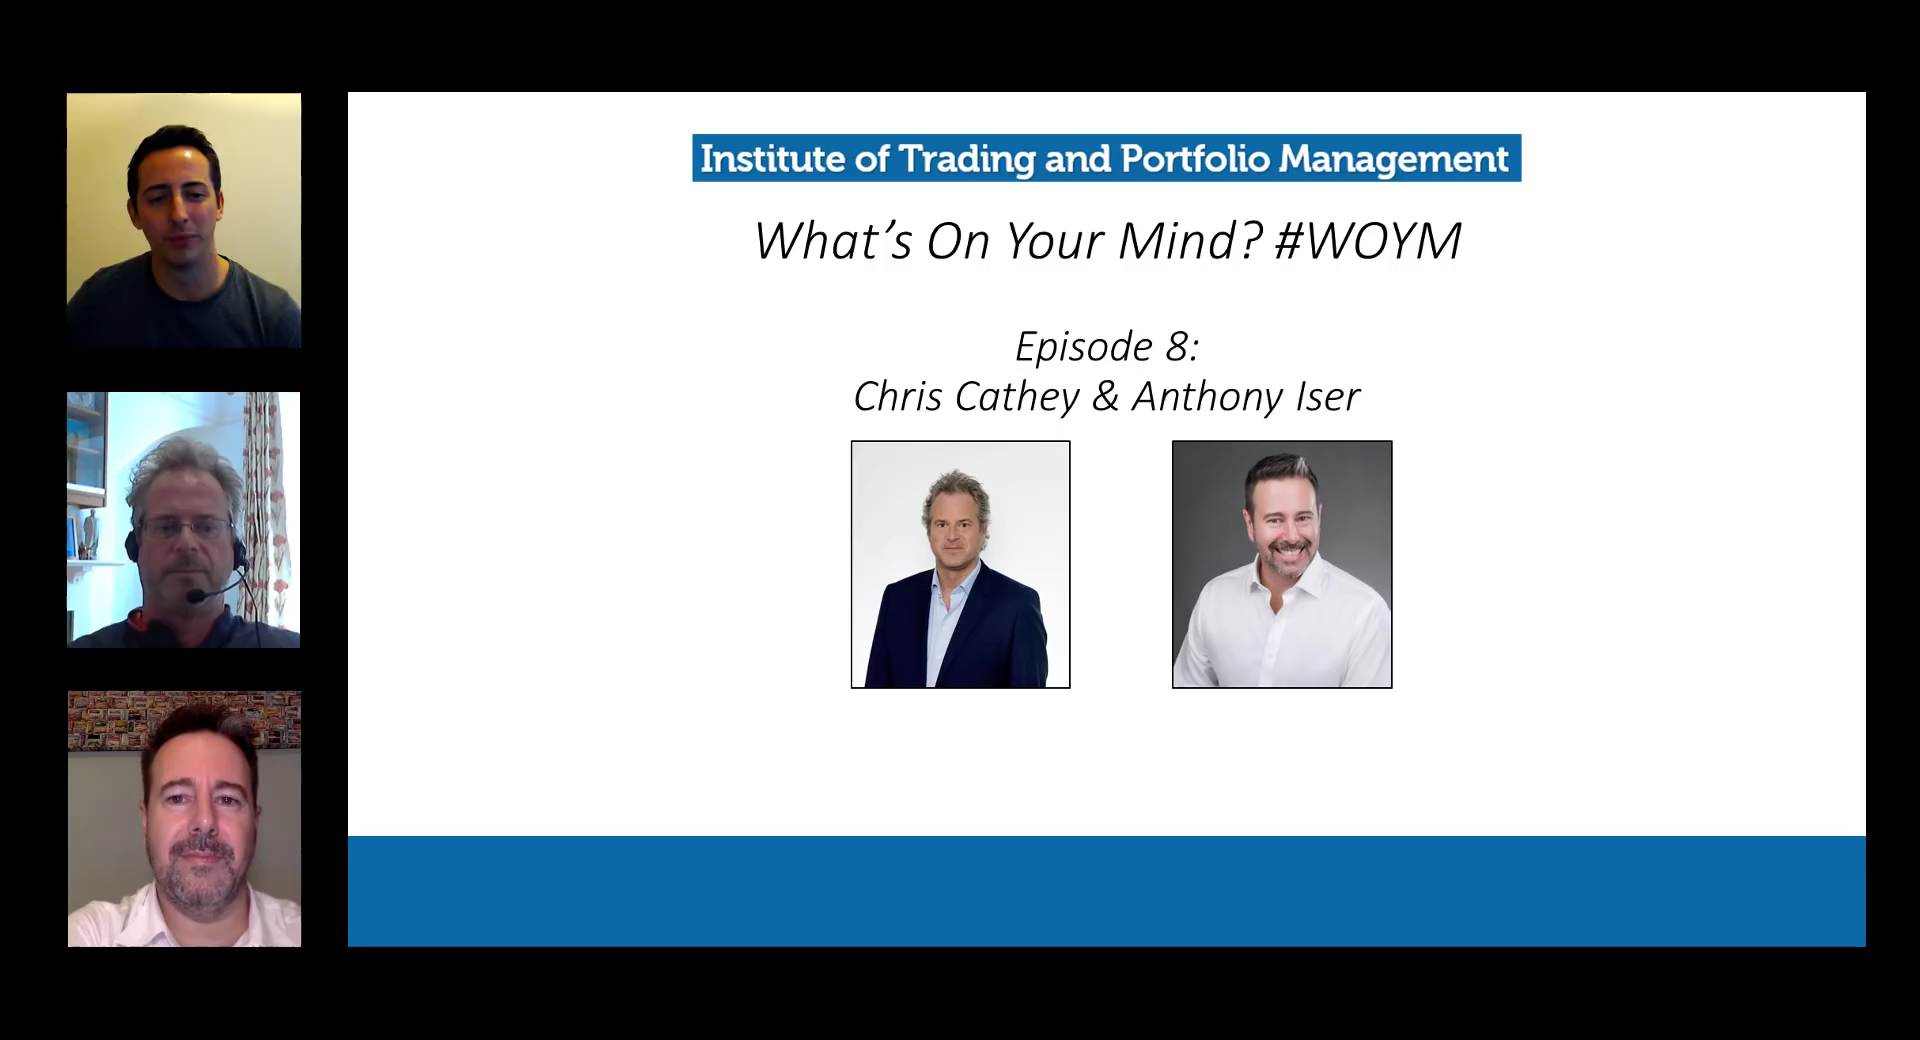 Institute of Trading and Portfolio Management
What’s On Your Mind? #WOYM
Episode 8:
Chris Cathey & Anthony Iser